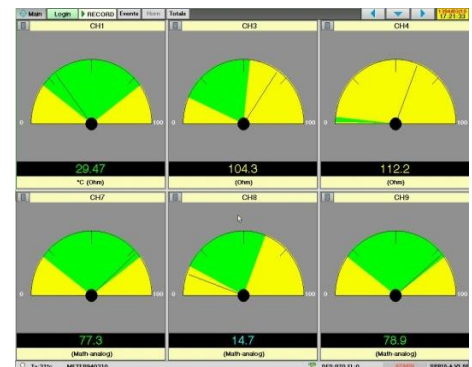 Main Login RECORD Events Horn Totals
17:21:33
CH1 CH3 CH4
0 100 0 100 0 100
29.47 104.3 112.2
°C (Ohm) (Ohm) (Ohm)
CH7 CH8 CH9
0 100 0 100 0 100
77.3 14.7 78.9
(Math-analog) (Math-analog) (Math-analog)